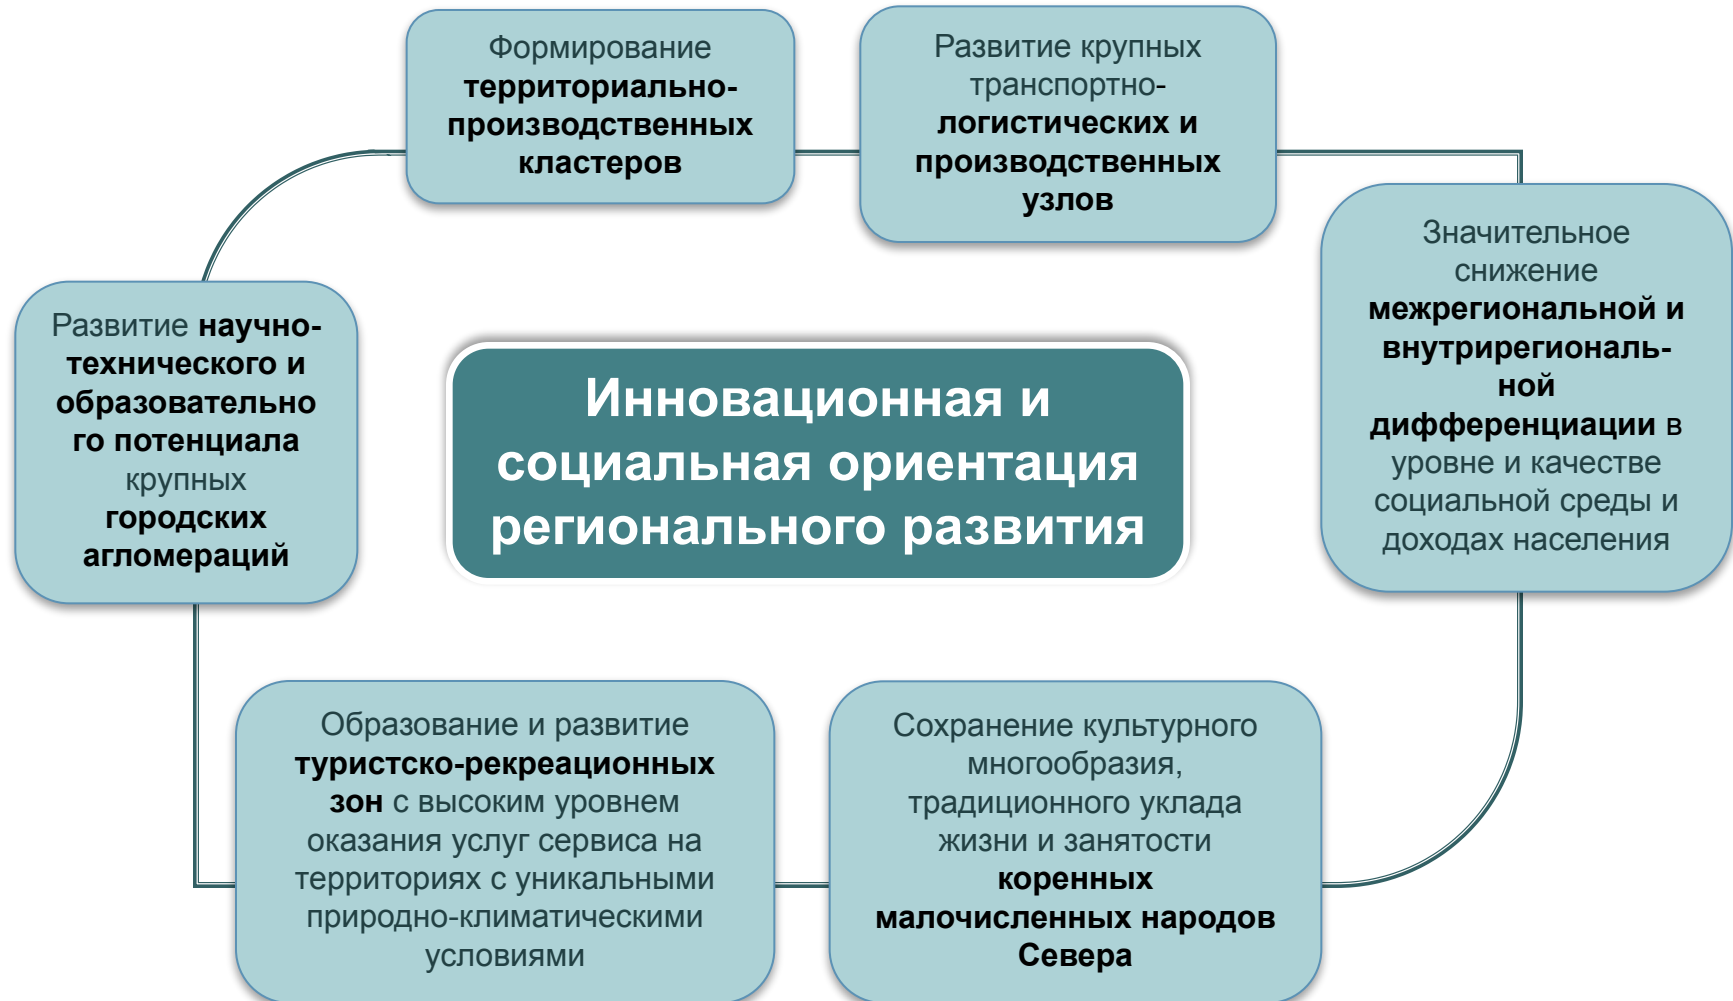 Формирование
территориально-
производственных
кластеров
Развитие крупных
транспортно-
логистических и
производственных
узлов
Значительное
снижение
межрегиональной и
внутрирегиональ-
ной
дифференциации в
уровне и качестве
социальной среды и
доходах населения
Развитие научно-
технического и
образовательно
го потенциала
крупных
городских
агломераций
Инновационная и
социальная ориентация
регионального развития
Образование и развитие
туристско-рекреационных
зон с высоким уровнем
оказания услуг сервиса на
территориях с уникальными
природно-климатическими
условиями
Сохранение культурного
многообразия,
традиционного уклада
жизни и занятости
коренных
малочисленных народов
Севера